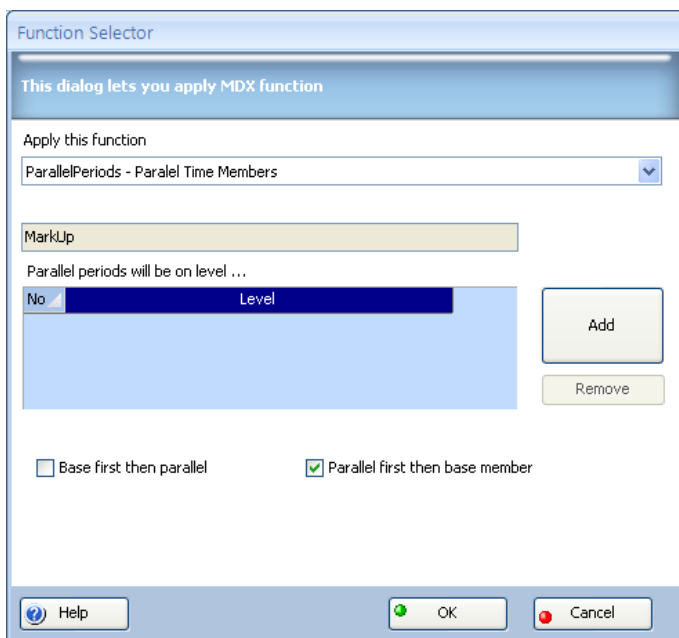 Function Selector
This dialog lets you apply MDX function
Apply this function
ParallelPeriods - Paralel Time Members
MarkUp
Parallel periods will be on level ...
No Level
Add
Remove
Base first then parallel Parallel first then base member
Help OK Cancel